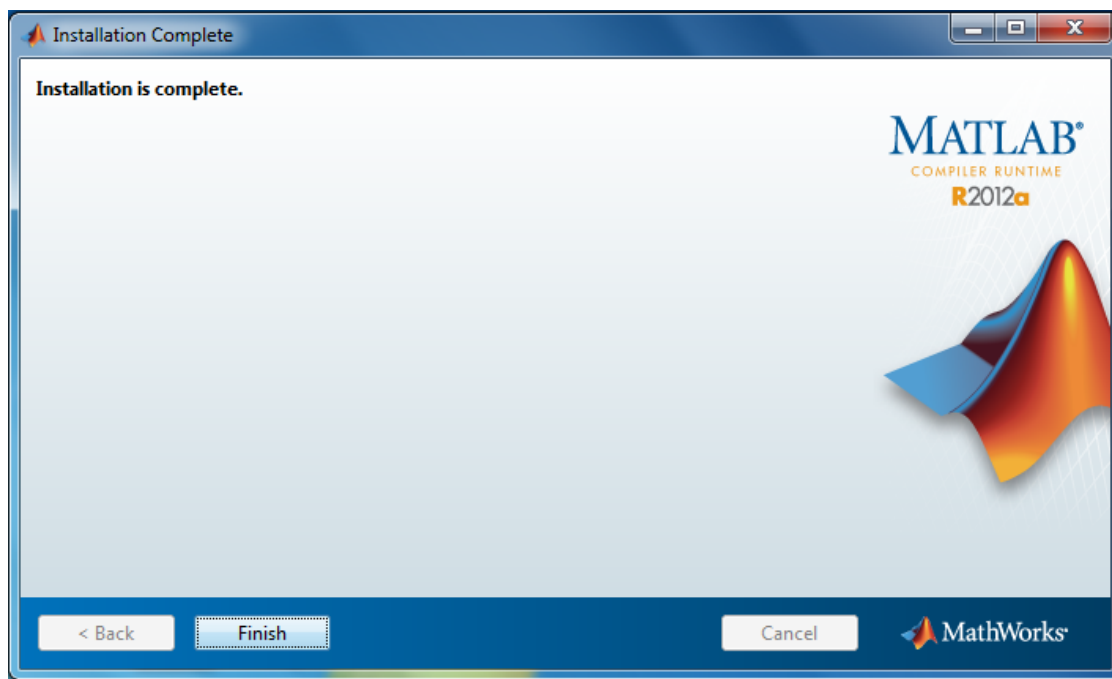 Installation Complete
Installation is complete.
MATLAB®
COMPILER RUNTIME
R2012a
< Back
Finish
Cancel
MathWorks®